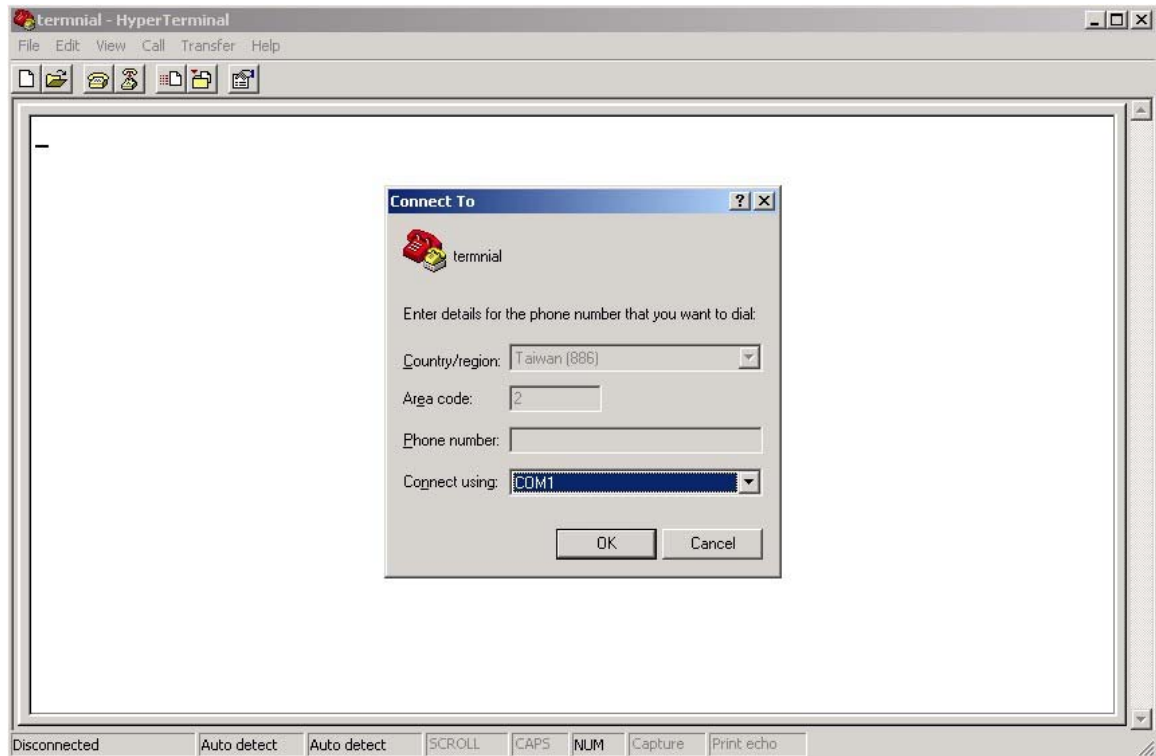 termnial - HyperTerminal
File Edit View Call Transfer Help
Connect To
termnial
Enter details for the phone number that you want to dial:
Country/region: Taiwan (886)
Area code: 2
Phone number:
Connect using: COM1
OK Cancel
Disconnected Auto detect Auto detect SCROLL CAPS NUM Capture Print echo